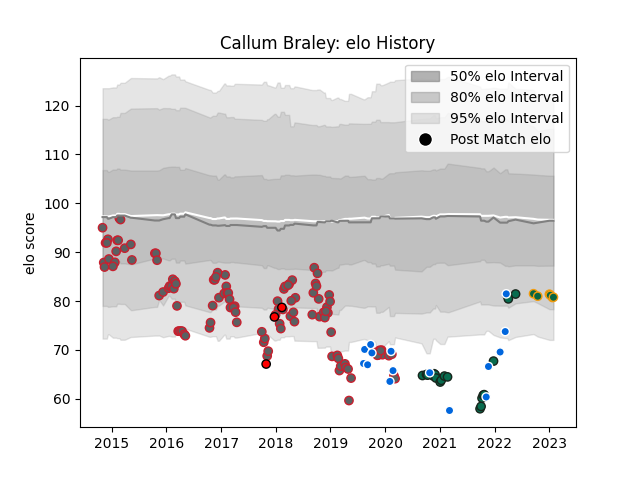 Callum Braley: elo History
50% elo Interval
80% elo Interval
95% elo Interval
Post Match elo
elo score
120
110
100
90
80
70
60
2015 2016 2017 2018 2019 2020 2021 2022 2023